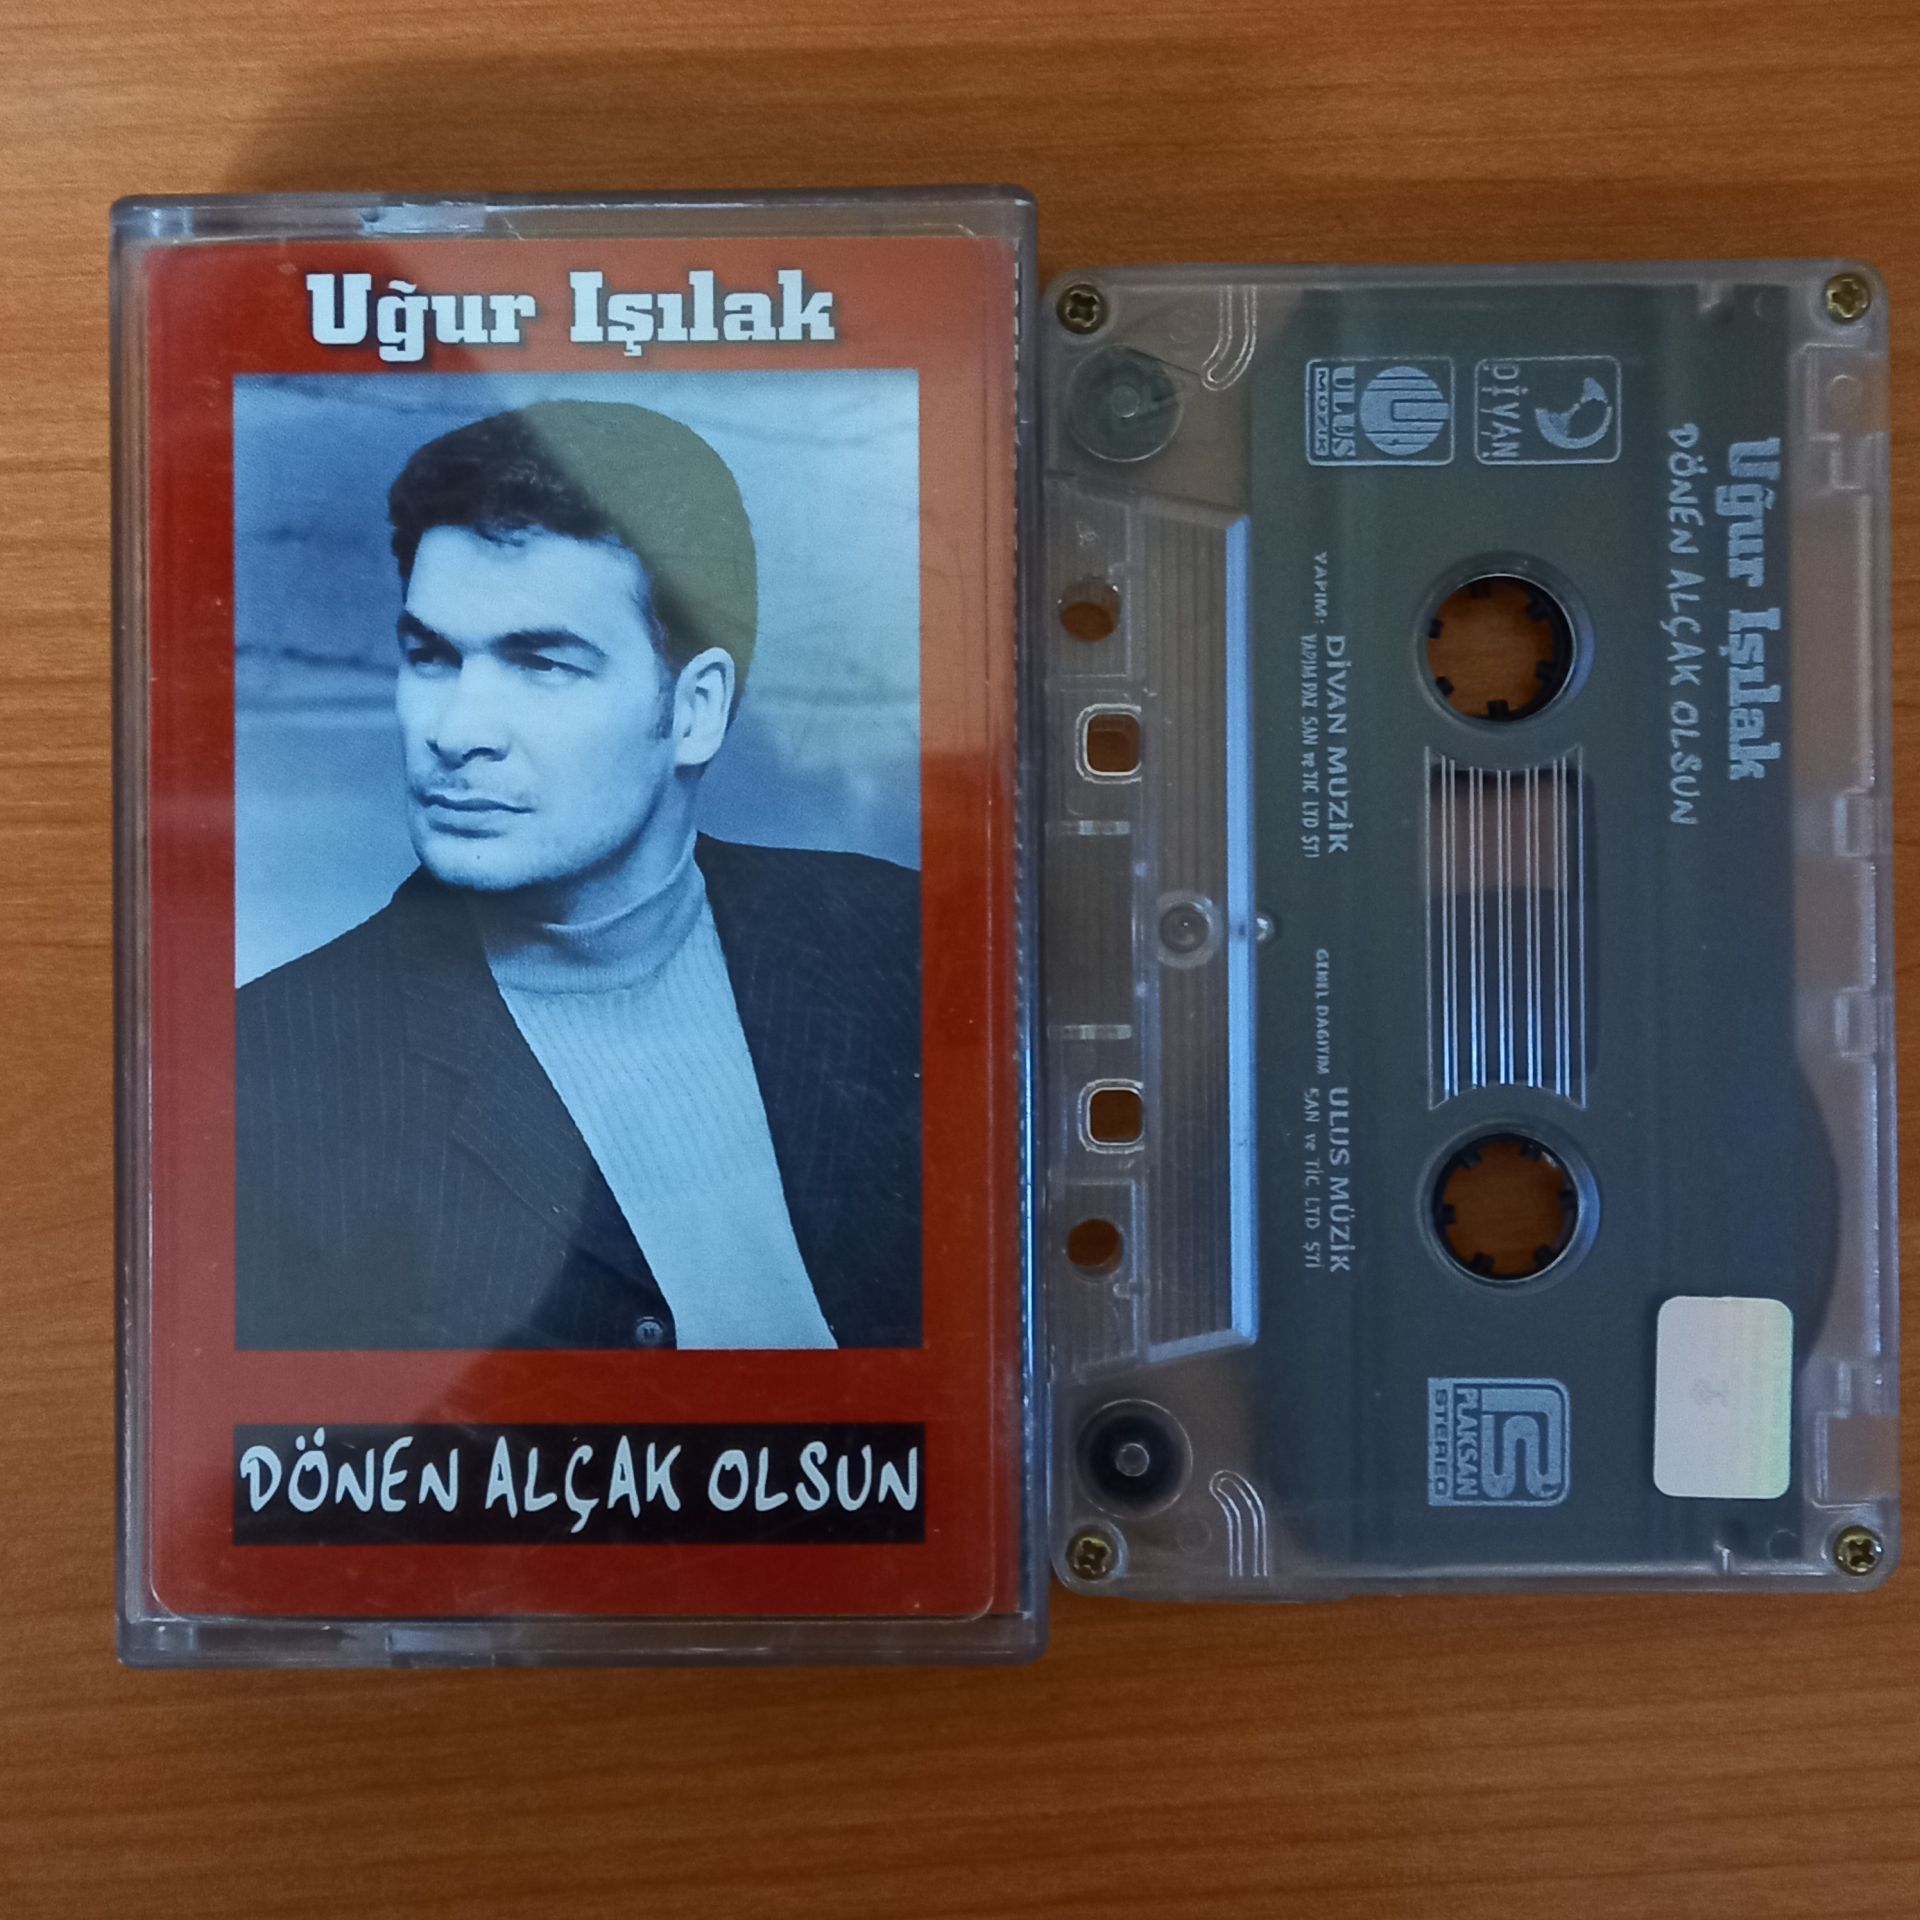 Uğur Işılak
DÖNEN ALÇAK OLSUN
Uğur Işılak
DÖNEN ALÇAK OLSUN
DİVAN
ULUS
MÜZİK
YAPIM: DİVAN MÜZİK
YAPIM PAZ SAN ve TİC LTD ŞTİ
GENEL DAĞITIM ULUS MÜZİK
SAN ve TİC LTD ŞTİ
PLAKSAN
STEREO